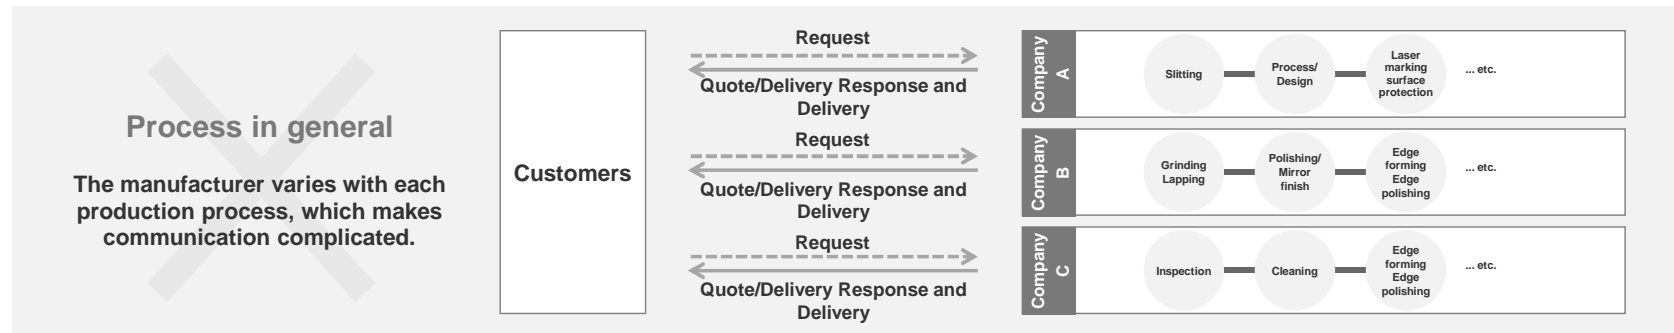 Process in general
The manufacturer varies with each
production process, which makes
communication complicated.
Customers
Request
Quote/Delivery Response and
Delivery
Request
Quote/Delivery Response and
Delivery
Request
Quote/Delivery Response and
Delivery
Company
A
Slitting
Process/
Design
Laser
marking
surface
protection
... etc.
Company
B
Grinding
Lapping
Polishing/
Mirror
finish
Edge
forming
Edge
polishing
... etc.
Company
C
Inspection
Cleaning
Edge
forming
Edge
polishing
... etc.